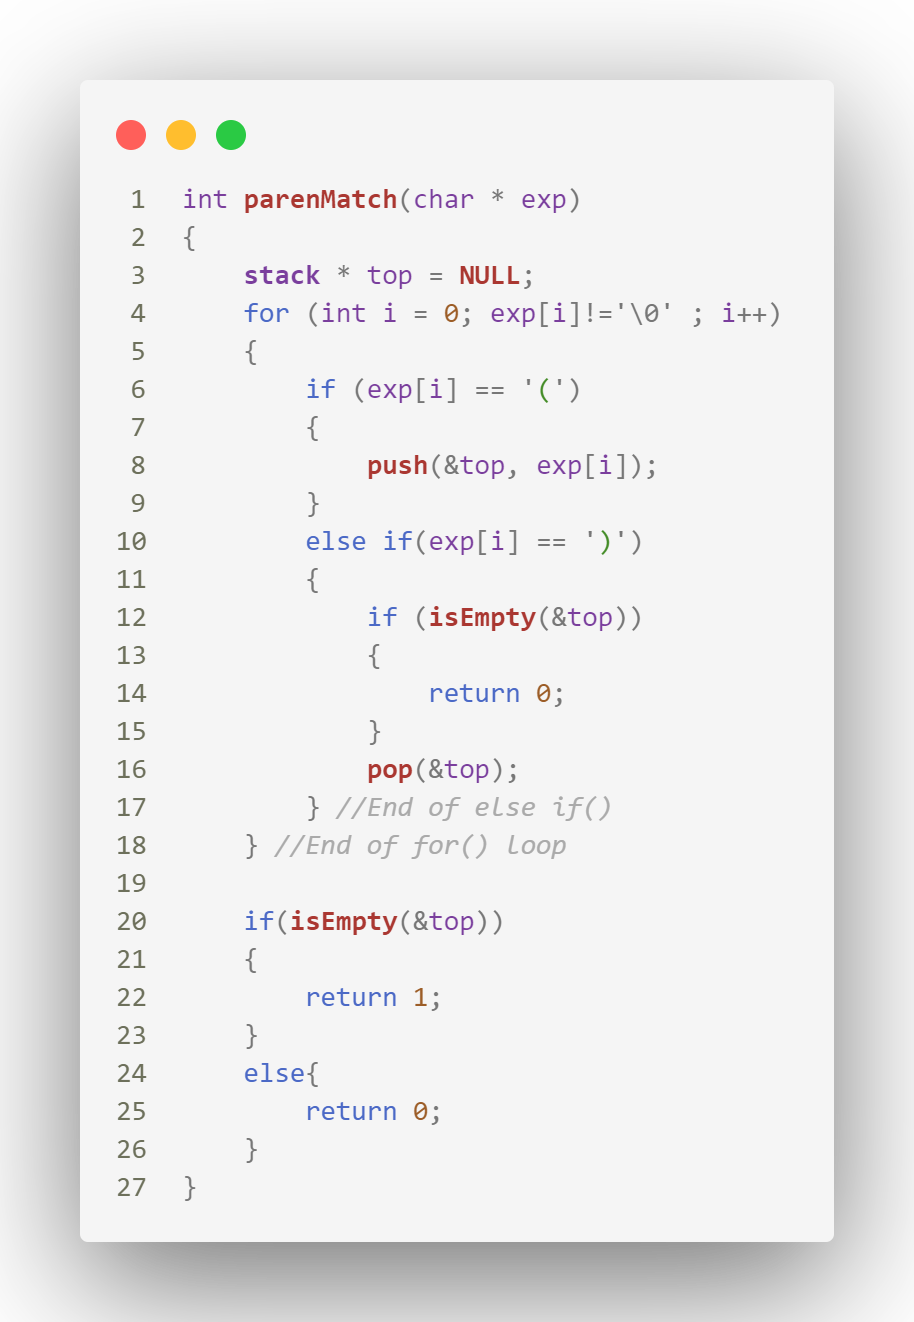 1 int parenMatch(char * exp)
2 {
3     stack * top = NULL;
4     for (int i = 0; exp[i]!='\0' ; i++)
5     {
6         if (exp[i] == '(')
7         {
8             push(&top, exp[i]);
9         }
10         else if(exp[i] == ')')
11         {
12             if (isEmpty(&top))
13             {
14                 return 0;
15             }
16             pop(&top);
17         } //End of else if()
18     } //End of for() loop
19
20     if(isEmpty(&top))
21     {
22         return 1;
23     }
24     else{
25         return 0;
26     }
27 }